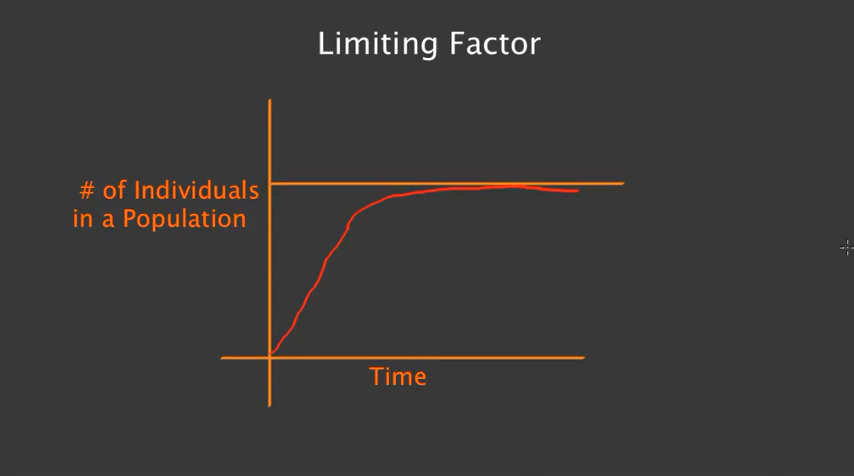 Limiting Factor
# of Individuals
in a Population
Time